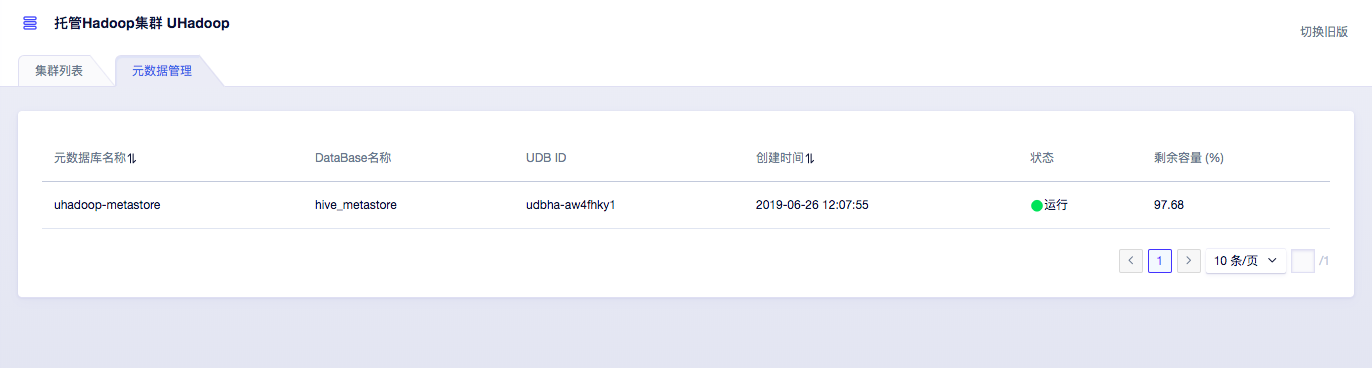 托管Hadoop集群 UHadoop
切换旧版
集群列表 元数据管理
元数据库名称 DataBase名称 UDB ID 创建时间 状态 剩余容量 (%)
uhadoop-metastore hive_metastore udbha-aw4fhky1 2019-06-26 12:07:55 运行 97.68
1 10 条/页 /1